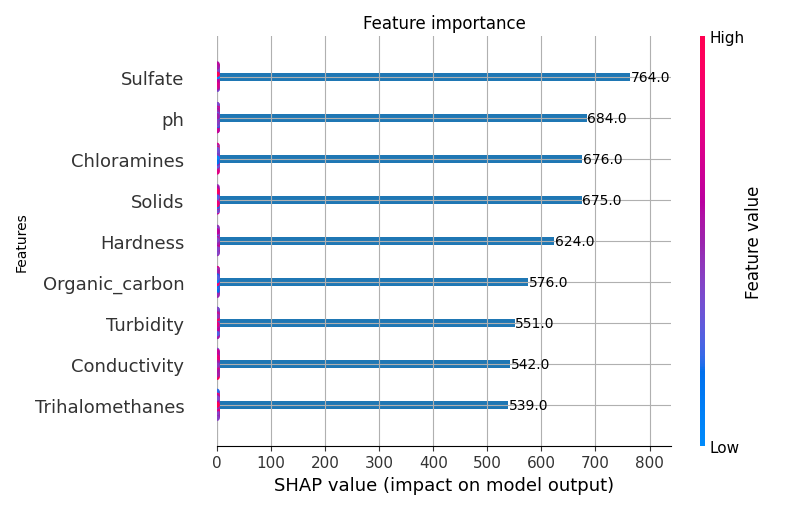 Feature importance
High
Sulfate
764.0
ph
684.0
Chloramines
676.0
Solids
675.0
Hardness
624.0
Organic_carbon
576.0
Turbidity
551.0
Conductivity
542.0
Trihalomethanes
539.0
Features
Feature value
Low
0 100 200 300 400 500 600 700 800
SHAP value (impact on model output)